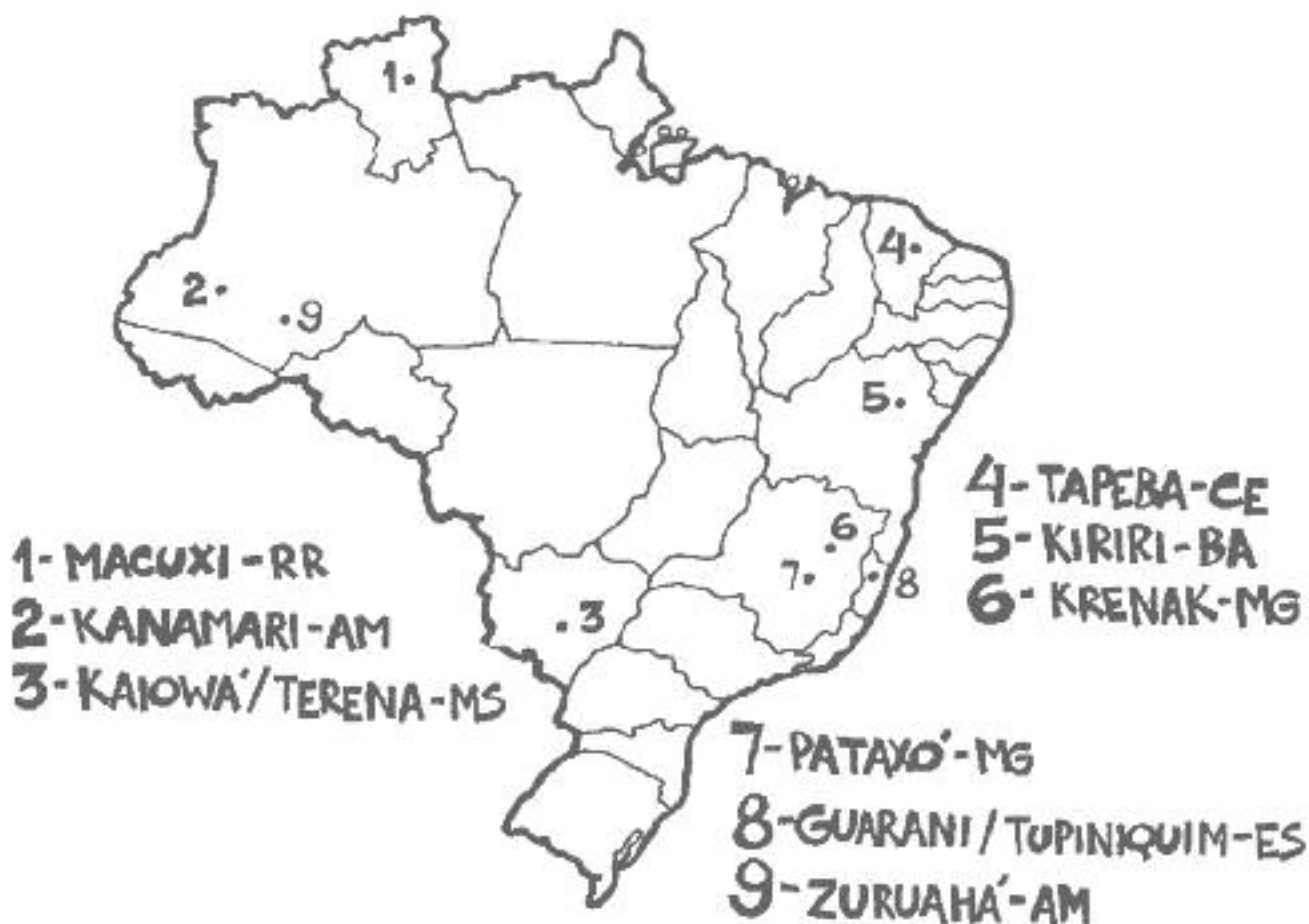 1.
2.
9
4.
5.
6
7.
8
3
1- MACUXI - RR
2- KANAMARI - AM
3- KAIOWÁ / TERENA - MS
4- TAPEBA - CE
5- KIRIRI - BA
6- KRENAK - MG
7- PATAXÓ - MG
8- GUARANI / TUPINIQUIM - ES
9- ZURUAHÁ - AM